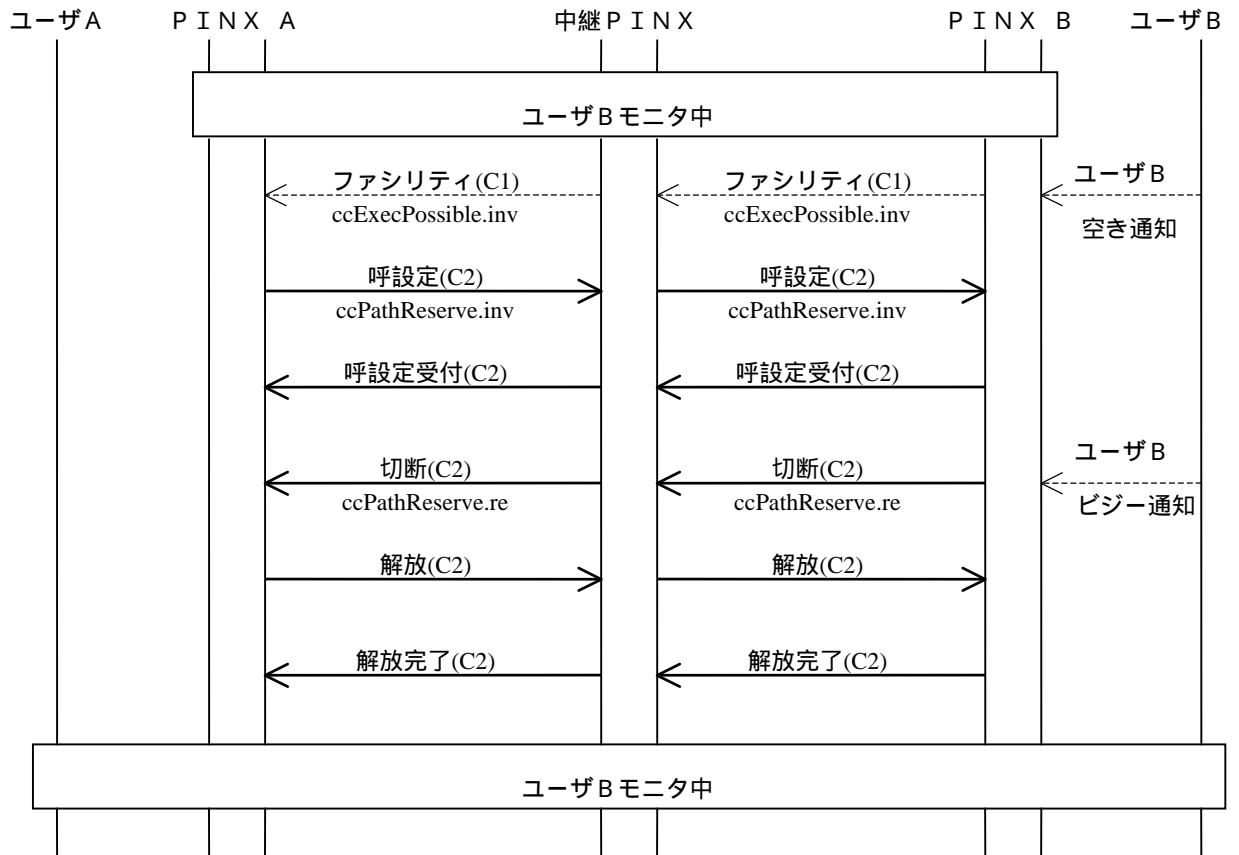 ユーザA　ＰＩＮＸ　A　中継ＰＩＮＸ　ＰＩＮＸ　B　ユーザB
ユーザBモニタ中
ファシリティ(C1)　ファシリティ(C1)　ユーザB
ccExecPossible.inv　ccExecPossible.inv　空き通知
呼設定(C2)　呼設定(C2)
ccPathReserve.inv　ccPathReserve.inv
呼設定受付(C2)　呼設定受付(C2)
切断(C2)　切断(C2)　ユーザB
ccPathReserve.re　ccPathReserve.re　ビジー通知
解放(C2)　解放(C2)
解放完了(C2)　解放完了(C2)
ユーザBモニタ中